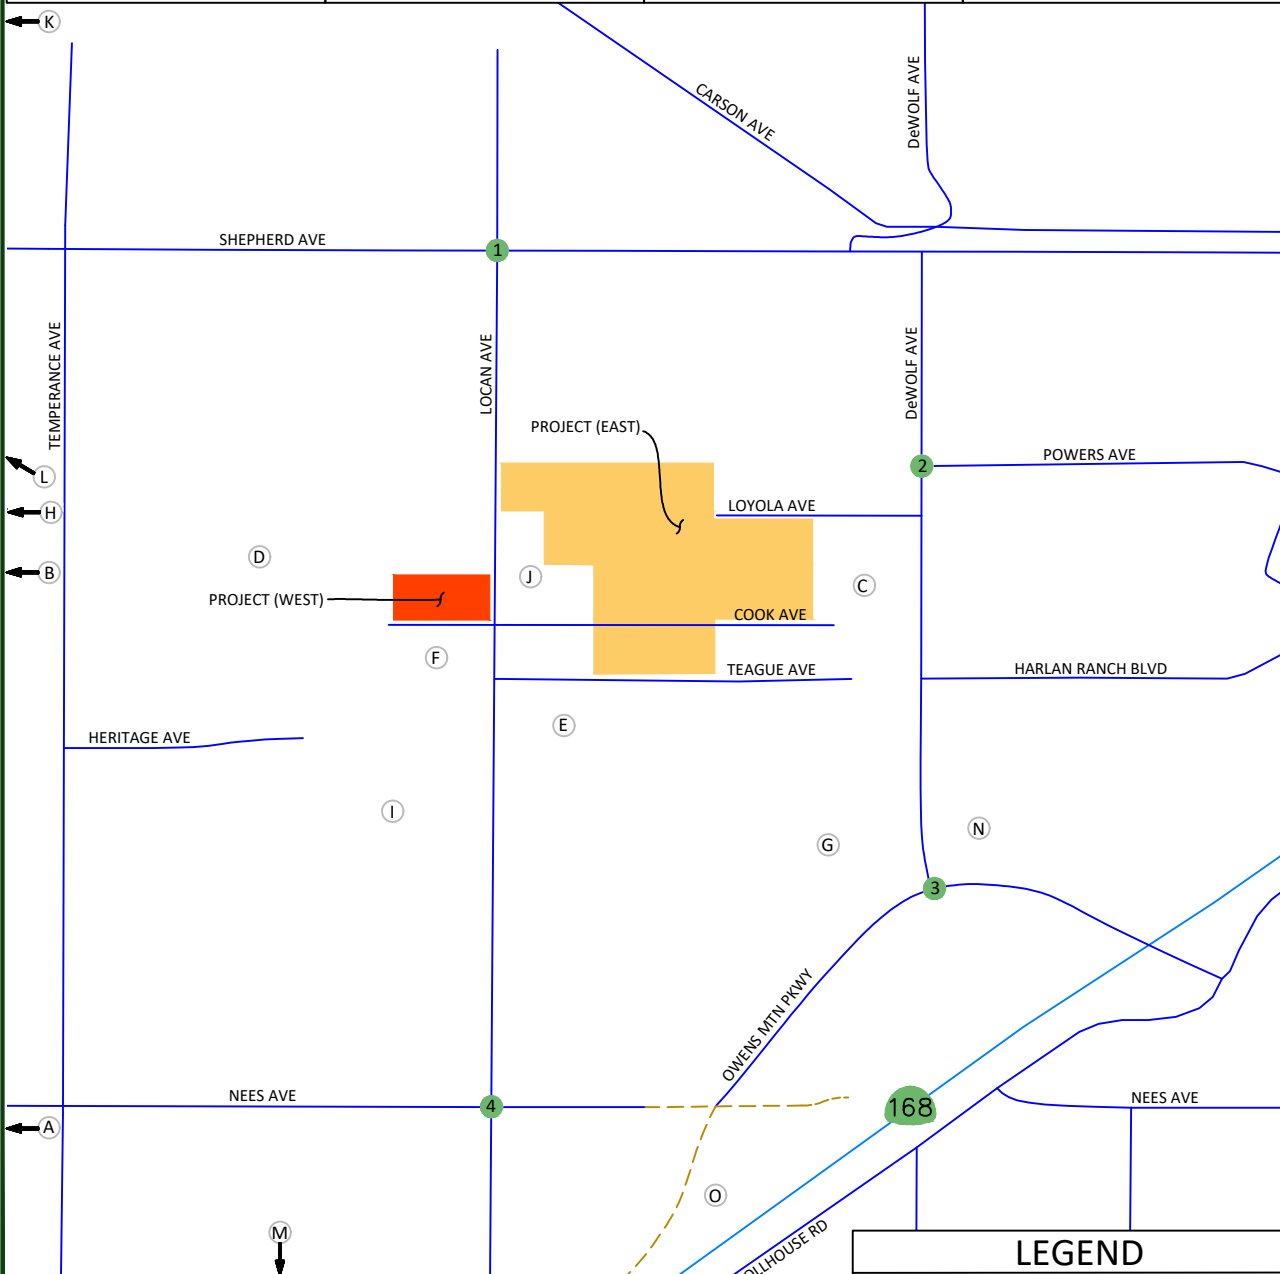 K
CARSON AVE
DeWOLF AVE
SHEPHERD AVE
1
TEMPERANCE AVE
LOCAN AVE
DeWOLF AVE
PROJECT (EAST)
2
POWERS AVE
L
H
LOYOLA AVE
D
B
J
C
PROJECT (WEST)
COOK AVE
F
TEAGUE AVE
HARLAN RANCH BLVD
E
HERITAGE AVE
I
G
N
3
OWENS MTN PKWY
NEES AVE
4
168
NEES AVE
A
O
M
OLLHOUSE RD
LEGEND